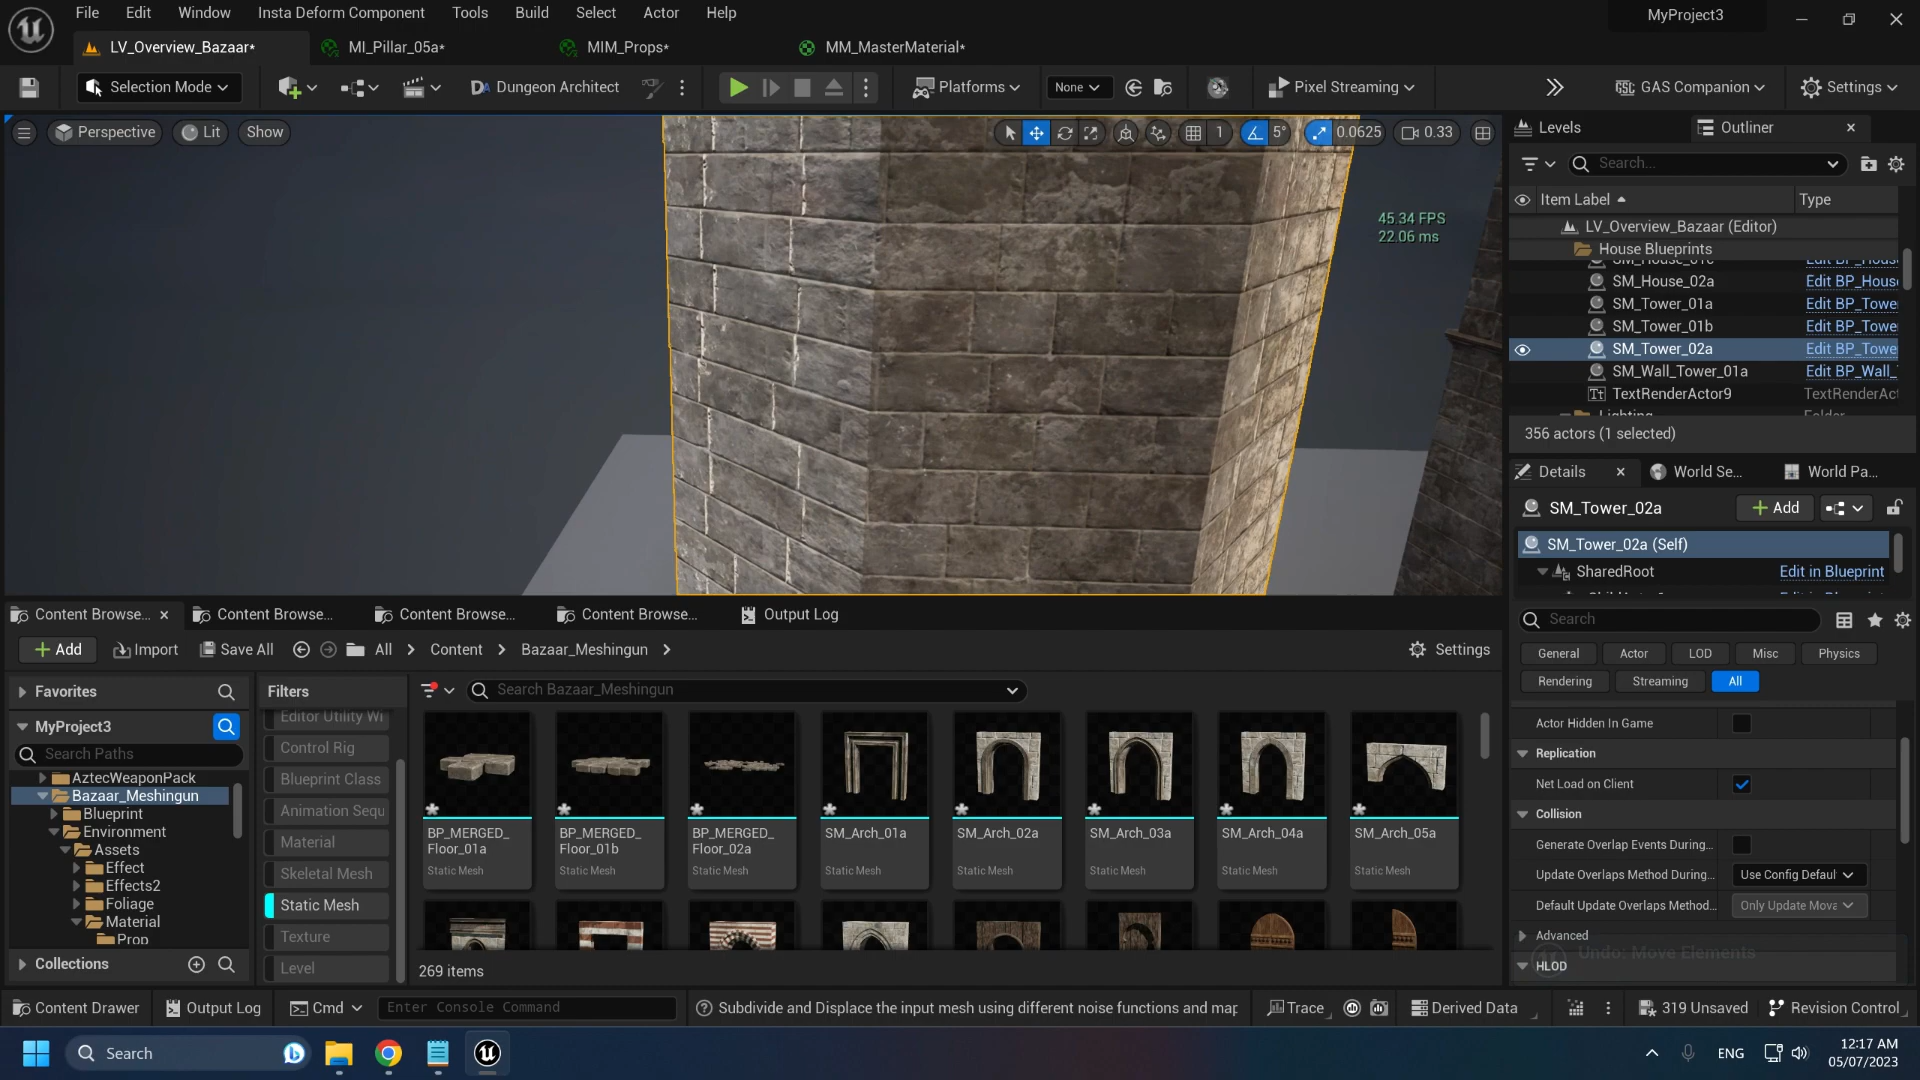 File Edit Window Insta Deform Component Tools Build Select Actor Help
MyProject3
LV_Overview_Bazaar*
MI_Pillar_05a*
MIM_Props*
MM_MasterMaterial*
Selection Mode
Dungeon Architect
Platforms
None
Pixel Streaming
GAS Companion
Settings
Perspective
Lit
Show
1
5°
0.0625
0.33
45.34 FPS
22.06 ms
Levels
Outliner
Search...
Item Label
Type
LV_Overview_Bazaar (Editor)
House Blueprints
SM_House_02a Edit BP_House
SM_Tower_01a Edit BP_Towe
SM_Tower_01b Edit BP_Towe
SM_Tower_02a Edit BP_Towe
SM_Wall_Tower_01a Edit BP_Wall_
TextRenderActor9 TextRenderAct
Lighting Folder
356 actors (1 selected)
Details
World Se...
World Pa...
SM_Tower_02a
Add
SM_Tower_02a (Self)
SharedRoot Edit in Blueprint
Search
General
Actor
LOD
Misc
Physics
Rendering
Streaming
All
Actor Hidden In Game
Replication
Net Load on Client
Collision
Generate Overlap Events During...
Update Overlaps Method During... Use Config Defaul
Default Update Overlaps Method... Only Update Mova
Advanced
Undo: Move Elements
HLOD
Content Browse...
Content Browse...
Content Browse...
Content Browse...
Output Log
Add
Import
Save All
All > Content > Bazaar_Meshingun >
Settings
Favorites
MyProject3
Search Paths
AztecWeaponPack
Bazaar_Meshingun
Blueprint
Environment
Assets
Effect
Effects2
Foliage
Material
Prop
Collections
Filters
Editor Utility Wi
Control Rig
Blueprint Class
Animation Sequ
Material
Skeletal Mesh
Static Mesh
Texture
Level
Search Bazaar_Meshingun
BP_MERGED_
Floor_01a
Static Mesh
BP_MERGED_
Floor_01b
Static Mesh
BP_MERGED_
Floor_02a
Static Mesh
SM_Arch_01a
Static Mesh
SM_Arch_02a
Static Mesh
SM_Arch_03a
Static Mesh
SM_Arch_04a
Static Mesh
SM_Arch_05a
Static Mesh
269 items
Content Drawer
Output Log
Cmd
Enter Console Command
Subdivide and Displace the input mesh using different noise functions and map
Trace
Derived Data
319 Unsaved
Revision Control
Search
ENG
12:17 AM
05/07/2023